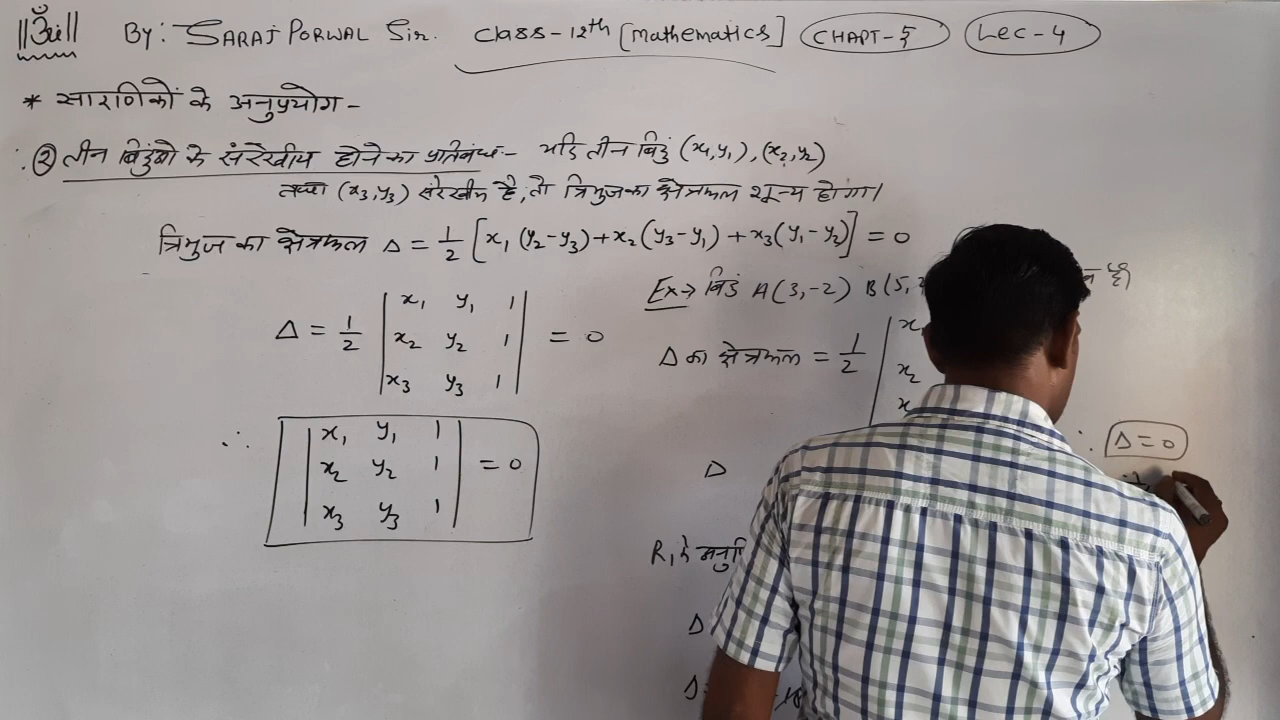 ||ॐ|| By: SARAJ PORWAL Sir. Class-12th [Mathematics] CHAPT-5 Lec-4
* सारणिकों के अनुप्रयोग -
② तीन बिंदुओ के संरेखीय होने का प्रतिबंध - यदि तीन बिंदु (x₁,y₁), (x₂,y₂)
तथा (x₃,y₃) संरेखीय है, तो त्रिभुज का क्षेत्रफल शून्य होगा।
त्रिभुज का क्षेत्रफल Δ = 1/2 [x₁ (y₂-y₃)+x₂(y₃-y₁) + x₃(y₁-y₂)] = 0
Δ = 1/2 | x₁ y₁ 1 | = 0
| x₂ y₂ 1 |
| x₃ y₃ 1 |
∴ | x₁ y₁ 1 | = 0
| x₂ y₂ 1 |
| x₃ y₃ 1 |
Ex→ बिंदु A(3,-2) B(5,
Δ का क्षेत्रफल = 1/2 | x₁
x₂
x
∴ Δ = 0
Δ
R₁ के
Δ
Δ =